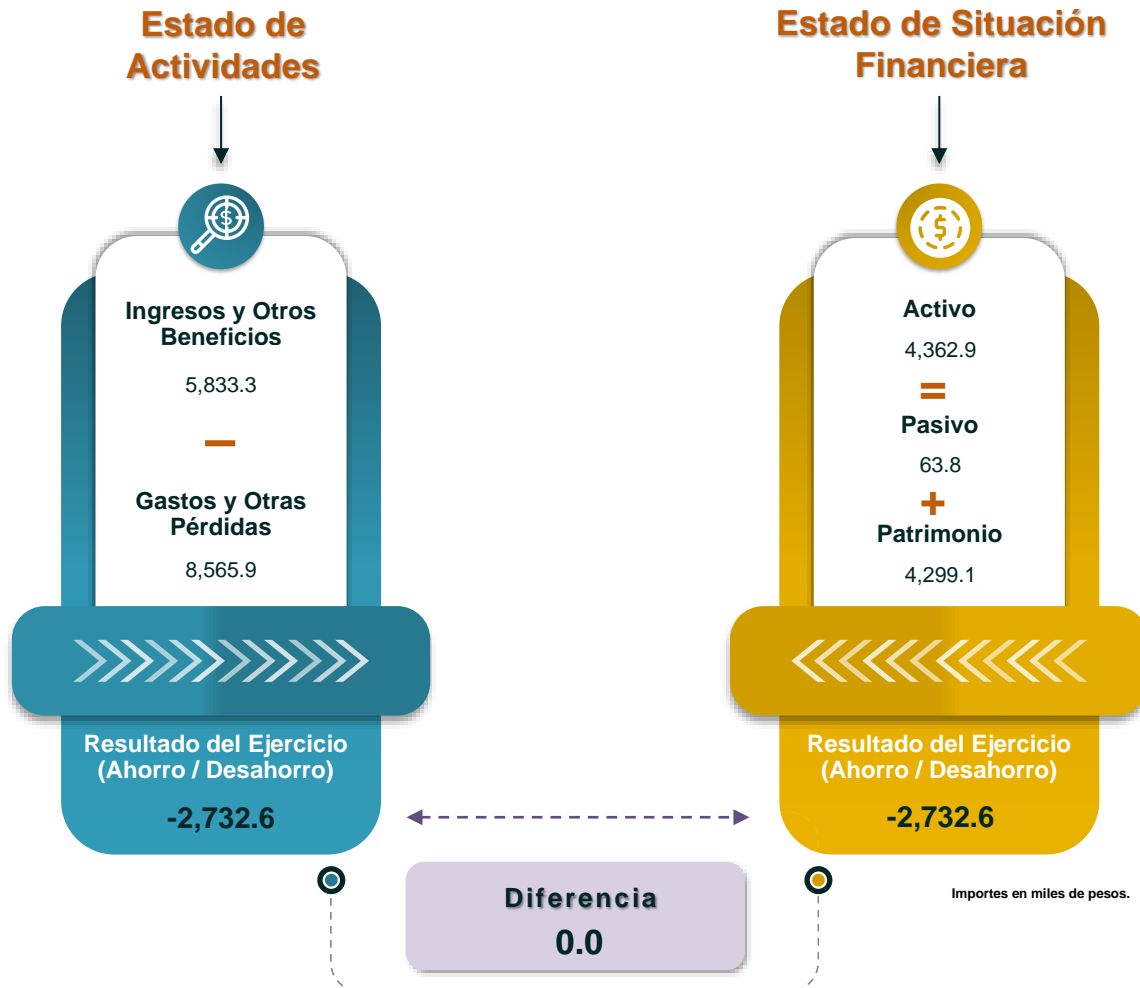 Estado de
Actividades
Ingresos y Otros
Beneficios
5,833.3
–
Gastos y Otras
Pérdidas
8,565.9
Resultado del Ejercicio
(Ahorro / Desahorro)
-2,732.6
Estado de Situación
Financiera
$
Activo
4,362.9
=
Pasivo
63.8
+
Patrimonio
4,299.1
Resultado del Ejercicio
(Ahorro / Desahorro)
-2,732.6
Diferencia
0.0
Importes en miles de pesos.